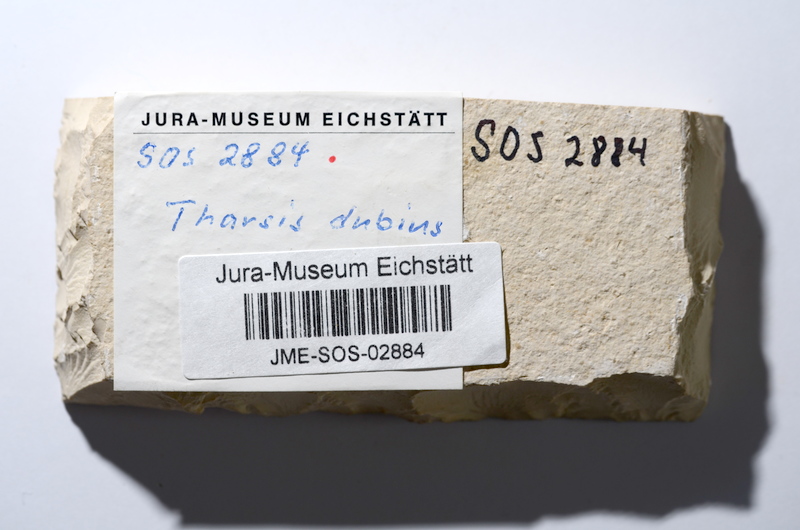 JURA-MUSEUM EICHSTÄTT
SOS 2884
Tharsis dubius
SOS 2884
Jura-Museum Eichstätt
JME-SOS-02884